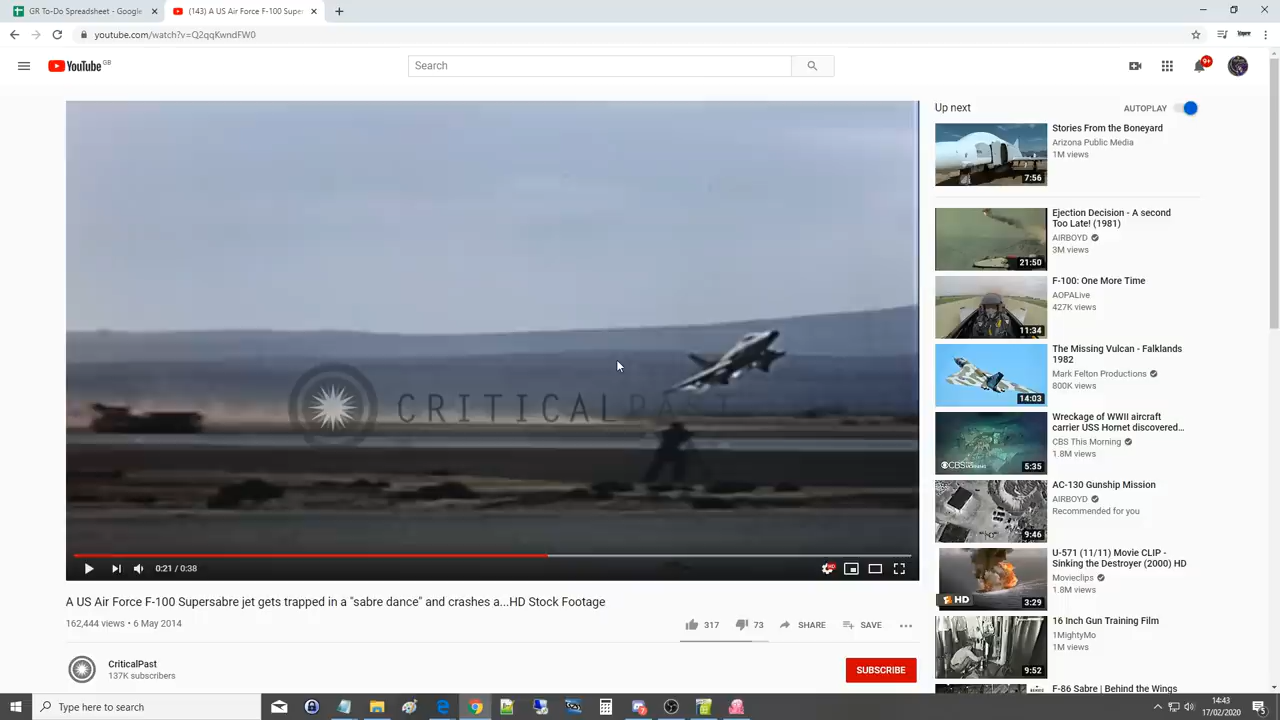 GR To-Do Spreadsheet - Google
(143) A US Air Force F-100 Super
youtube.com/watch?v=Q2qqKwndFW0
YouTube GB
Search
9+
CRITICALPAST
0:21 / 0:38
A US Air Force F-100 Supersabre jet gets trapped in a "sabre dance" and crashes a...HD Stock Footage
162,444 views • 6 May 2014
317
73
SHARE
SAVE
CriticalPast
137K subscribers
SUBSCRIBE
Up next
AUTOPLAY
Stories From the Boneyard
Arizona Public Media
1M views
7:56
Ejection Decision - A second
Too Late! (1981)
AIRBOYD
3M views
21:50
F-100: One More Time
AOPALive
427K views
11:34
The Missing Vulcan - Falklands
1982
Mark Felton Productions
800K views
14:03
Wreckage of WWII aircraft
carrier USS Hornet discovered...
CBS This Morning
1.8M views
5:35
AC-130 Gunship Mission
AIRBOYD
Recommended for you
9:46
U-571 (11/11) Movie CLIP -
Sinking the Destroyer (2000) HD
Movieclips
1.8M views
HD
3:29
16 Inch Gun Training Film
1MightyMo
1M views
9:52
F-86 Sabre | Behind the Wings
Type here to search
14:43
17/02/2020
5